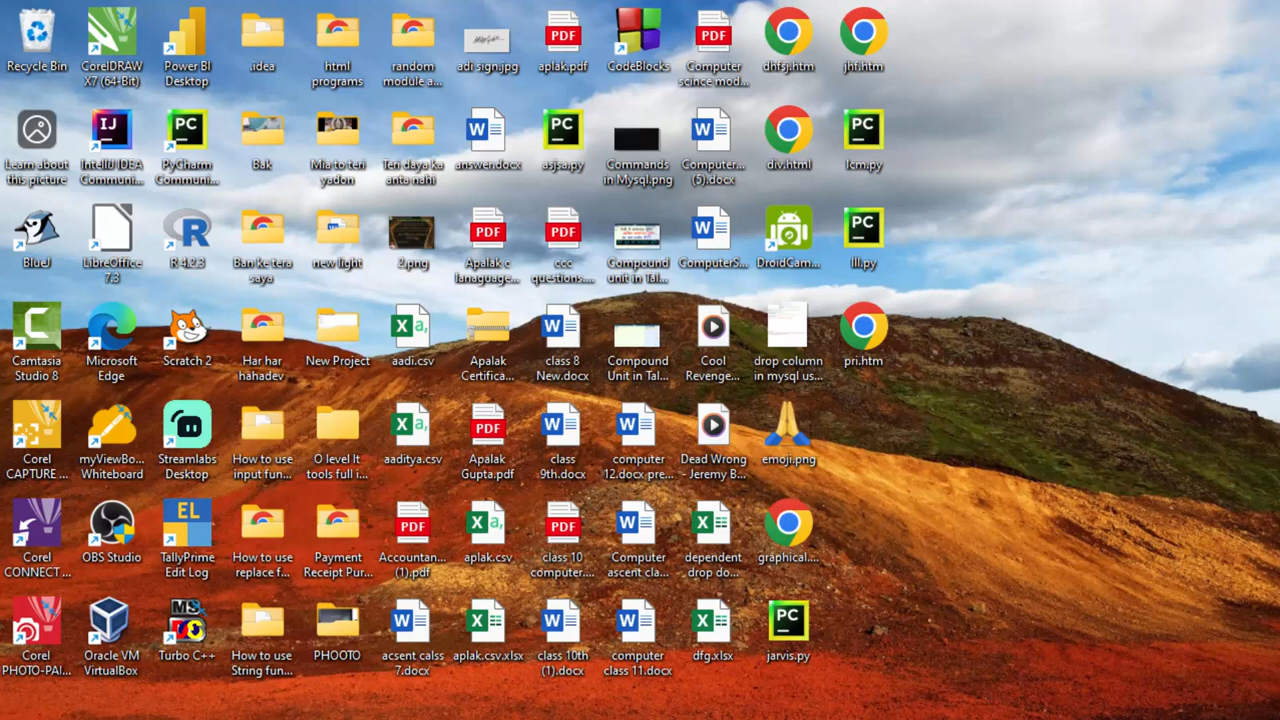 Recycle Bin
CorelDRAW
X7 (64-Bit)
Power BI
Desktop
.idea
html
programs
random
module a...
adi sign.jpg
aplak.pdf
CodeBlocks
Computer
scince mod...
dhfsj.htm
jhf.htm
Learn about
this picture
IntelliJ IDEA
Communi...
PyCharm
Communi...
Bak
Mia to teri
yadon
Teri daya ka
anta nahi
answer.docx
asjsa.py
Commands
in Mysql.png
Computer...
(5).docx
div.html
lcm.py
BlueJ
LibreOffice
7.3
R 4.2.3
Ban ke tera
saya
new light
2.png
Apalak c
lanaguage...
ccc
questions....
Compound
unit in Tal...
ComputerS...
DroidCam...
lll.py
Camtasia
Studio 8
Microsoft
Edge
Scratch 2
Har har
hahadev
New Project
aadi.csv
Apalak
Certifica...
class 8
New.docx
Compound
Unit in Tal...
Cool
Revenge...
drop column
in mysql us...
pri.htm
Corel
CAPTURE ...
myViewBo...
Whiteboard
Streamlabs
Desktop
How to use
input fun...
O level It
tools full i...
aaditya.csv
Apalak
Gupta.pdf
class
9th.docx
computer
12.docx pre...
Dead Wrong
- Jeremy B...
emoji.png
Corel
CONNECT ...
OBS Studio
TallyPrime
Edit Log
How to use
replace f...
Payment
Receipt Pur...
Accountan...
(1).pdf
aplak.csv
class 10
computer....
Computer
ascent cla...
dependent
drop do...
graphical....
Corel
PHOTO-PAI...
Oracle VM
VirtualBox
Turbo C++
How to use
String fun...
PHOOTO
acsent calss
7.docx
aplak.csv.xlsx
class 10th
(1).docx
computer
class 11.docx
dfg.xlsx
jarvis.py